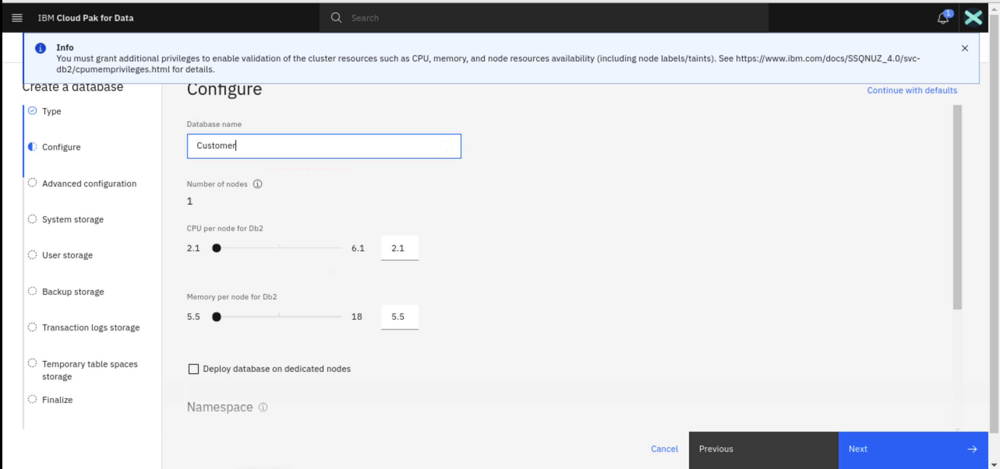 IBM Cloud Pak for Data
Search
1
Info
You must grant additional privileges to enable validation of the cluster resources such as CPU, memory, and node resources availability (including node labels/taints). See https://www.ibm.com/docs/SSQNUZ_4.0/svc-
db2/cpumemprivileges.html for details.
Create a database
Type
Configure
Advanced configuration
System storage
User storage
Backup storage
Transaction logs storage
Temporary table spaces
storage
Finalize
Configure
Continue with defaults
Database name
Customer
Number of nodes
1
CPU per node for Db2
2.1 6.1 2.1
Memory per node for Db2
5.5 18 5.5
Deploy database on dedicated nodes
Namespace
Cancel
Previous
Next